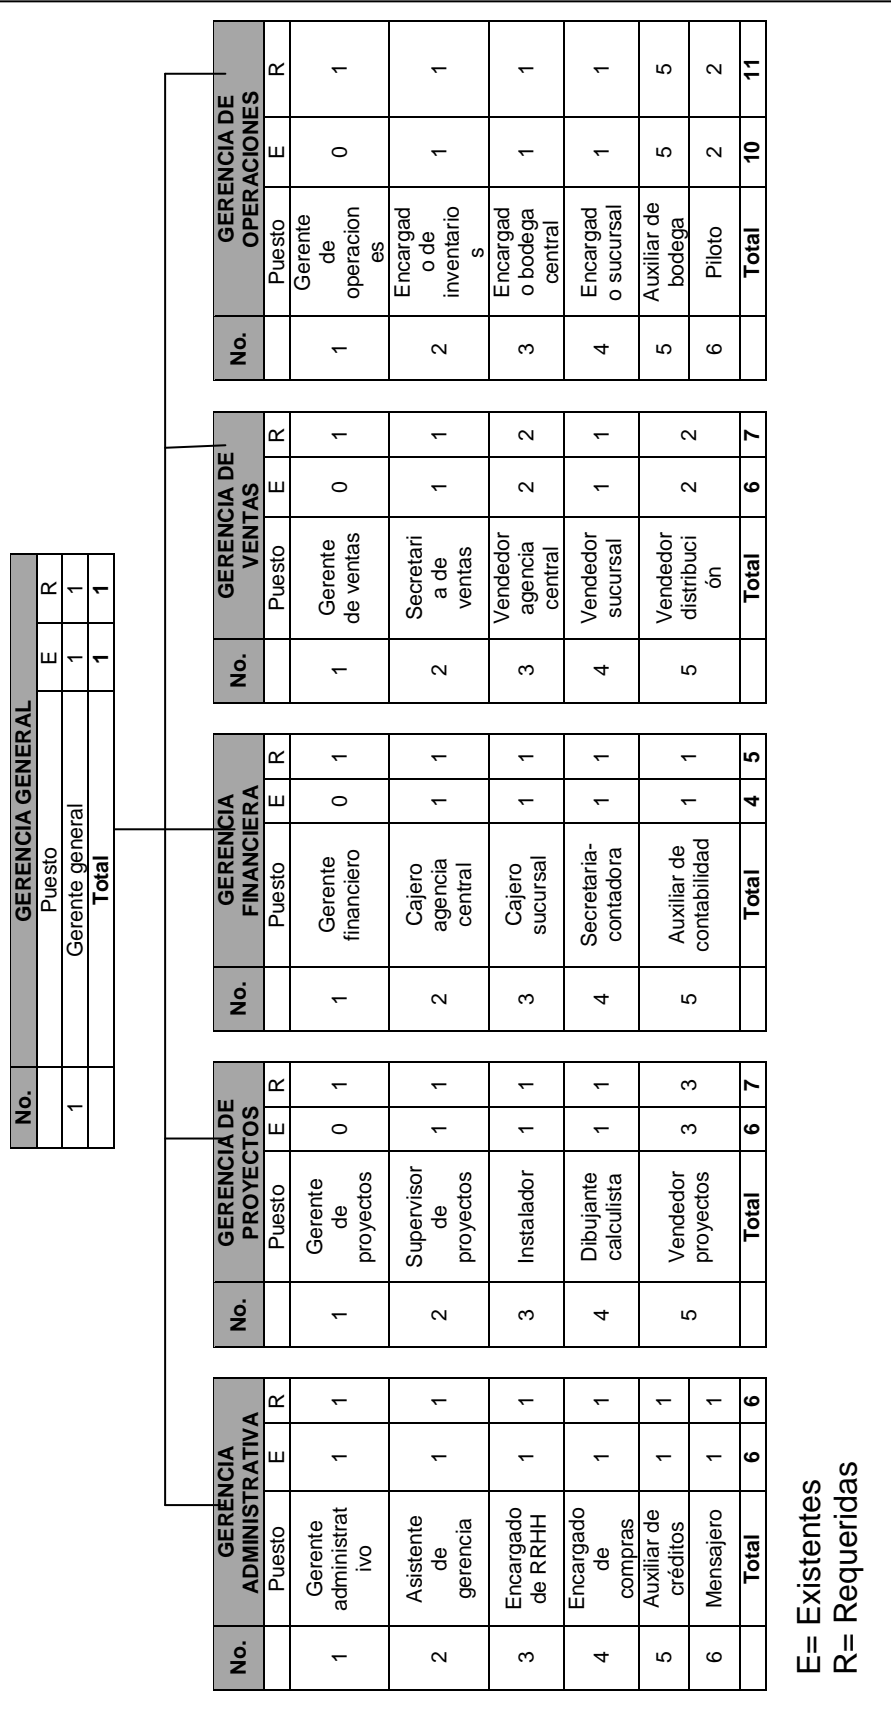 No. GERENCIA GENERAL
Puesto E R
1 Gerente general 1 1
Total 1 1
No. GERENCIA
ADMINISTRATIVA
Puesto E R
1 Gerente
administrat
ivo 1 1
2 Asistente
de
gerencia 1 1
3 Encargado
de RRHH 1 1
4 Encargado
de
compras 1 1
5 Auxiliar de
créditos 1 1
6 Mensajero 1 1
Total 6 6
No. GERENCIA DE
PROYECTOS
Puesto E R
1 Gerente
de
proyectos 0 1
2 Supervisor
de
proyectos 1 1
3 Instalador 1 1
4 Dibujante
calculista 1 1
5 Vendedor
proyectos 3 3
Total 6 7
No. GERENCIA
FINANCIERA
Puesto E R
1 Gerente
financiero 0 1
2 Cajero
agencia
central 1 1
3 Cajero
sucursal 1 1
4 Secretaria-
contadora 1 1
5 Auxiliar de
contabilidad 1 1
Total 4 5
No. GERENCIA DE
VENTAS
Puesto E R
1 Gerente
de ventas 0 1
2 Secretari
a de
ventas 1 1
3 Vendedor
agencia
central 2 2
4 Vendedor
sucursal 1 1
5 Vendedor
distribuci
ón 2 2
Total 6 7
No. GERENCIA DE
OPERACIONES
Puesto E R
1 Gerente
de
operacion
es 0 1
2 Encargad
o de
inventario
s 1 1
3 Encargad
o bodega
central 1 1
4 Encargad
o sucursal 1 1
5 Auxiliar de
bodega 5 5
6 Piloto 2 2
Total 10 11
E= Existentes
R= Requeridas